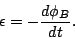 ϵ = −dϕ_B/dt.